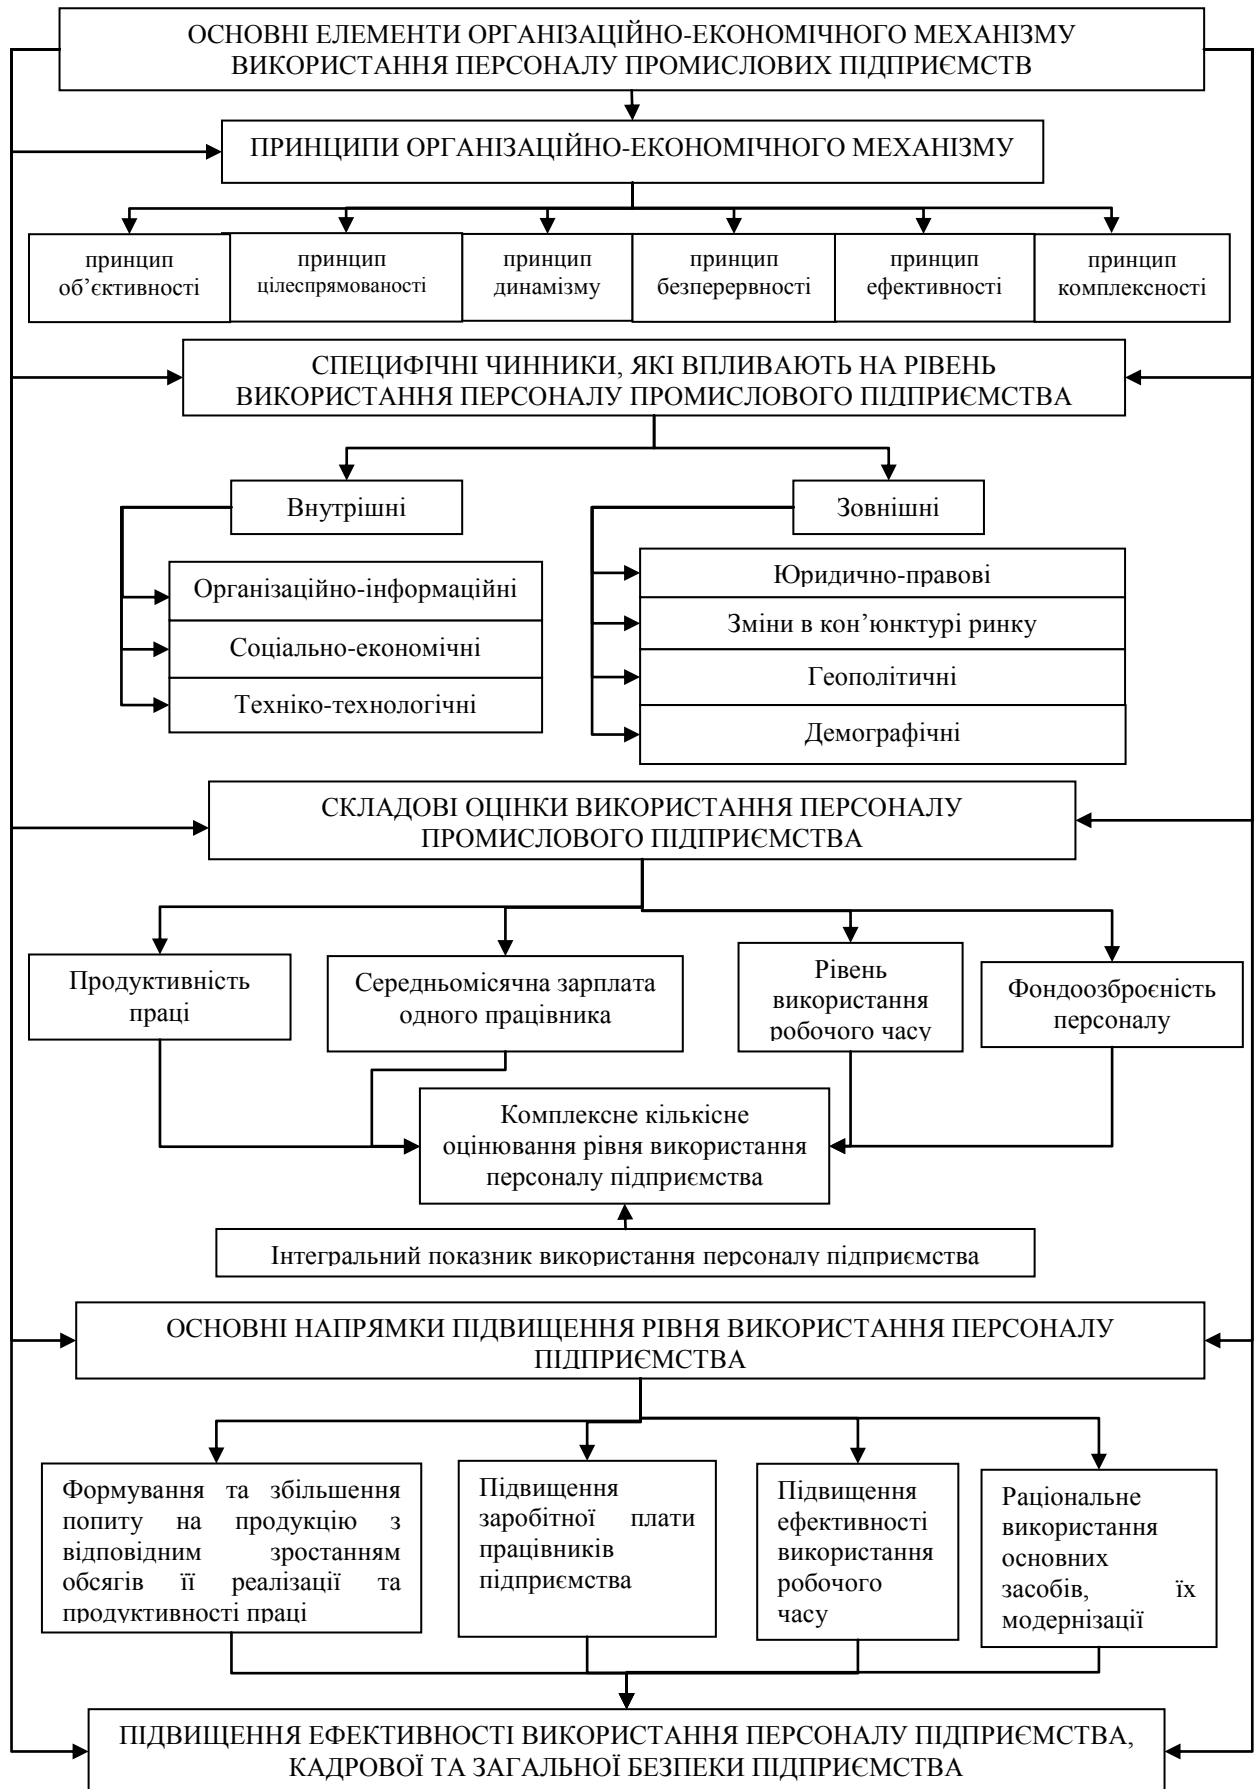 ОСНОВНІ ЕЛЕМЕНТИ ОРГАНІЗАЦІЙНО-ЕКОНОМІЧНОГО МЕХАНІЗМУ
ВИКОРИСТАННЯ ПЕРСОНАЛУ ПРОМИСЛОВИХ ПІДПРИЄМСТВ
ПРИНЦИПИ ОРГАНІЗАЦІЙНО-ЕКОНОМІЧНОГО МЕХАНІЗМУ
принцип
об’єктивності
принцип
цілеспрямованості
принцип
динамізму
принцип
безперервності
принцип
ефективності
принцип
комплексності
СПЕЦИФІЧНІ ЧИННИКИ, ЯКІ ВПЛИВАЮТЬ НА РІВЕНЬ
ВИКОРИСТАННЯ ПЕРСОНАЛУ ПРОМИСЛОВОГО ПІДПРИЄМСТВА
Внутрішні
Організаційно-інформаційні
Соціально-економічні
Техніко-технологічні
Зовнішні
Юридично-правові
Зміни в кон’юнктурі ринку
Геополітичні
Демографічні
СКЛАДОВІ ОЦІНКИ ВИКОРИСТАННЯ ПЕРСОНАЛУ
ПРОМИСЛОВОГО ПІДПРИЄМСТВА
Продуктивність
праці
Середньомісячна зарплата
одного працівника
Рівень
використання
робочого часу
Фондоозброєність
персоналу
Комплексне кількісне
оцінювання рівня використання
персоналу підприємства
Інтегральний показник використання персоналу підприємства
ОСНОВНІ НАПРЯМКИ ПІДВИЩЕННЯ РІВНЯ ВИКОРИСТАННЯ ПЕРСОНАЛУ
ПІДПРИЄМСТВА
Формування та збільшення
попиту на продукцію з
відповідним зростанням
обсягів її реалізації та
продуктивності праці
Підвищення
заробітної плати
працівників
підприємства
Підвищення
ефективності
використання
робочого
часу
Раціональне
використання
основних
засобів, їх
модернізації
ПІДВИЩЕННЯ ЕФЕКТИВНОСТІ ВИКОРИСТАННЯ ПЕРСОНАЛУ ПІДПРИЄМСТВА,
КАДРОВОЇ ТА ЗАГАЛЬНОЇ БЕЗПЕКИ ПІДПРИЄМСТВА